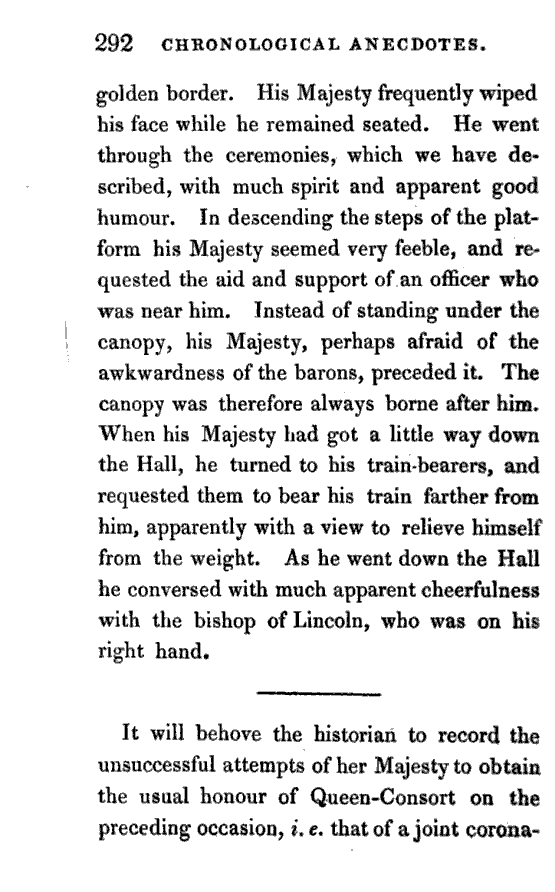 292 CHRONOLOGICAL ANECDOTES.
golden border. His Majesty frequently wiped
his face while he remained seated. He went
through the ceremonies, which we have de-
scribed, with much spirit and apparent good
humour. In descending the steps of the plat-
form his Majesty seemed very feeble, and re-
quested the aid and support of an officer who
was near him. Instead of standing under the
canopy, his Majesty, perhaps afraid of the
awkwardness of the barons, preceded it. The
canopy was therefore always borne after him.
When his Majesty had got a little way down
the Hall, he turned to his train-bearers, and
requested them to bear his train farther from
him, apparently with a view to relieve himself
from the weight. As he went down the Hall
he conversed with much apparent cheerfulness
with the bishop of Lincoln, who was on his
right hand.
It will behove the historian to record the
unsuccessful attempts of her Majesty to obtain
the usual honour of Queen-Consort on the
preceding occasion, i. e. that of a joint corona-